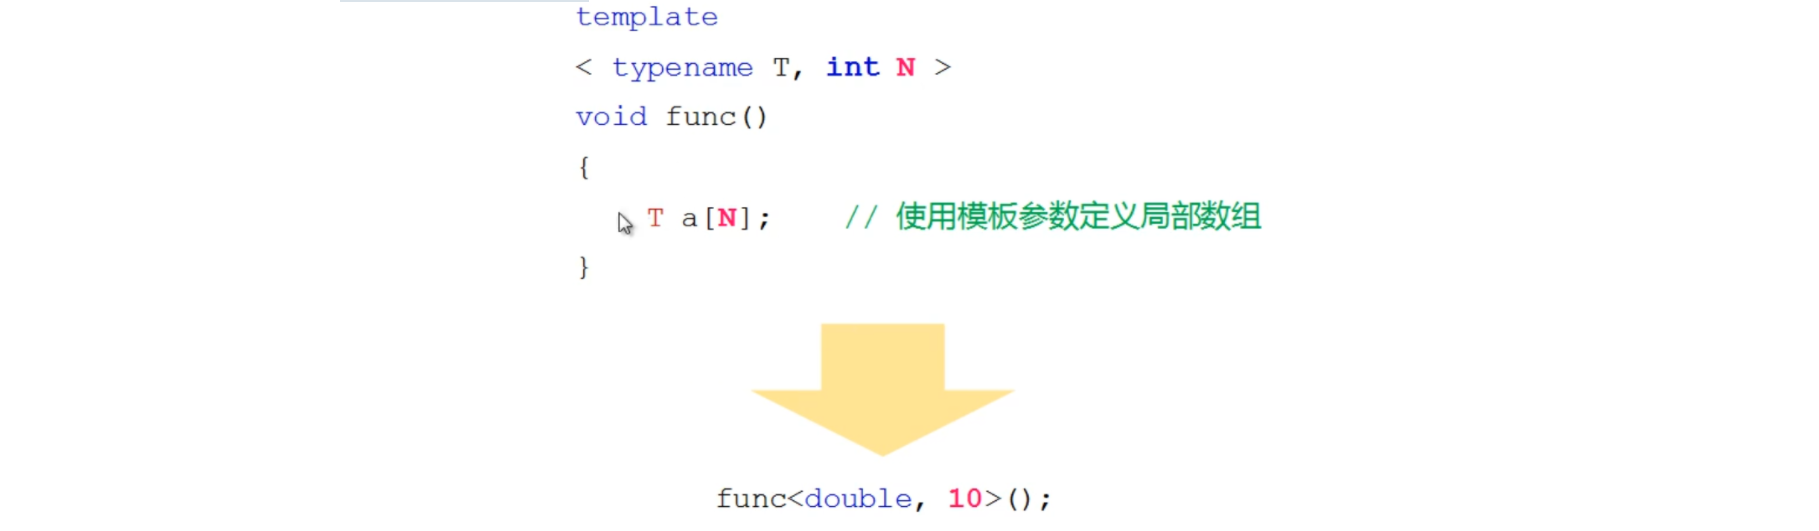 template
< typename T, int N >
void func()
{
T a[N]; // 使用模板参数定义局部数组
}
func<double, 10>();